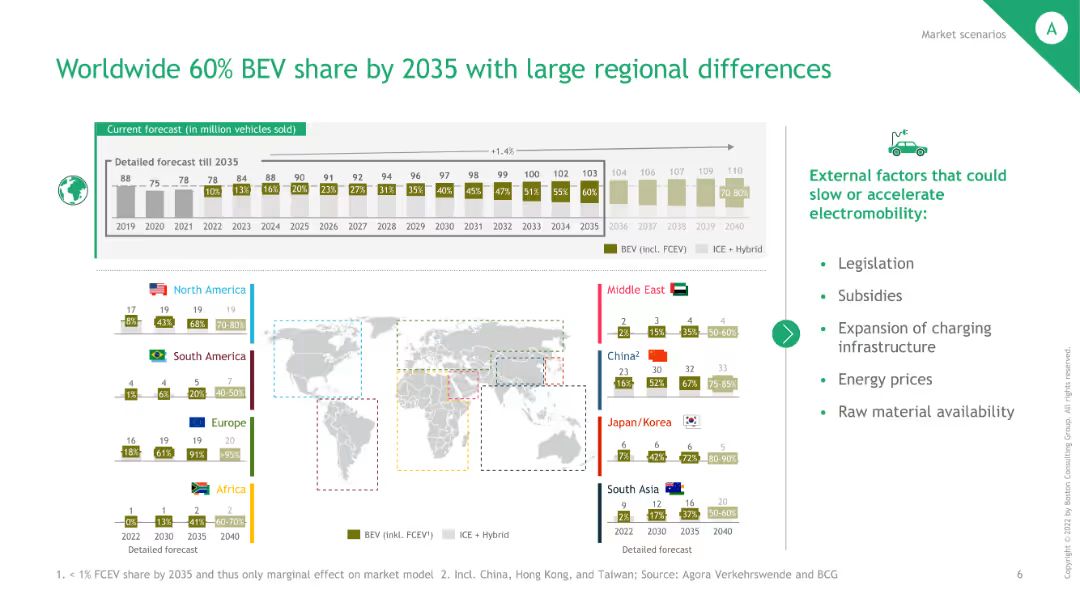 Market scenarios
A
Worldwide 60% BEV share by 2035 with large regional differences
Current forecast (in million vehicles sold)
+1.4%
Detailed forecast till 2035
88 75 78 78 84 88 90 91 92 94 96 97 98 99 100 102 103 104 106 107 109 110
10% 13% 16% 20% 23% 27% 31% 35% 40% 45% 47% 51% 55% 60% 70-80%
2019 2020 2021 2022 2023 2024 2025 2026 2027 2028 2029 2030 2031 2032 2033 2034 2035 2036 2037 2038 2039 2040
BEV (incl. FCEV) ICE + Hybrid
North America
17 19 19 19
8% 43% 68% 70-80%
South America
4 4 5 7
1% 6% 20% 40-50%
Europe
16 19 19 20
18% 61% 91% >95%
Africa
1 1 2 2
0% 13% 41% 60-70%
2022 2030 2035 2040
Detailed forecast
BEV (inkl. FCEV¹) ICE + Hybrid
Middle East
2 3 4 4
2% 15% 35% 50-60%
China²
23 30 32 33
16% 52% 67% 75-85%
Japan/Korea
6 6 6 5
7% 42% 72% 80-90%
South Asia
9 12 16 20
2% 17% 37% 50-60%
2022 2030 2035 2040
Detailed forecast
External factors that could
slow or accelerate
electromobility:
• Legislation
• Subsidies
• Expansion of charging
infrastructure
• Energy prices
• Raw material availability
1. < 1% FCEV share by 2035 and thus only marginal effect on market model 2. Incl. China, Hong Kong, and Taiwan; Source: Agora Verkehrswende and BCG
6
Copyright © 2022 by Boston Consulting Group. All rights reserved.